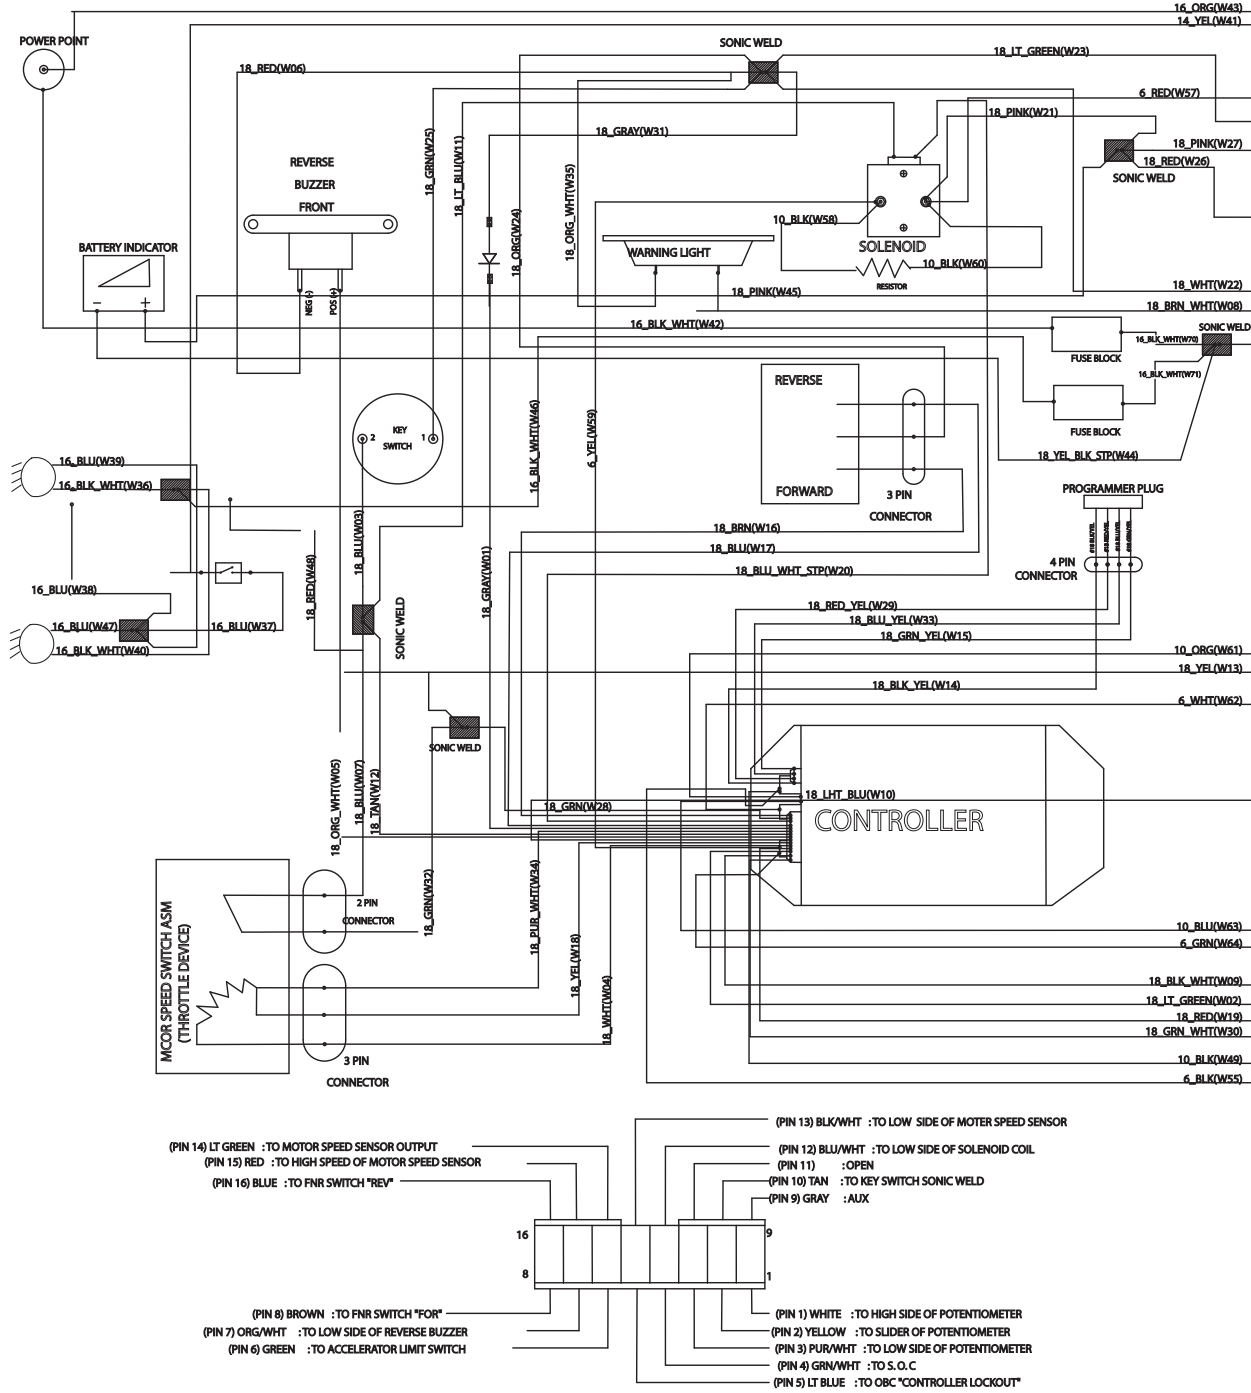 16_ORG(W43)
14_YEL(W41)
POWER POINT
SONIC WELD
18_LT_GREEN(W23)
18_RED(W06)
6_RED(W57)
18_PINK(W21)
18_GRAY(W31)
18_GRN(W25)
18_LT_BLU(W11)
18_PINK(W27)
18_RED(W26)
SONIC WELD
REVERSE
BUZZER
FRONT
18_ORG(W24)
18_ORG_WHT(W35)
10_BLK(W58)
SOLENOID
BATTERY INDICATOR
WARNING LIGHT
10_BLK(W60)
RESISTOR
18_PINK(W45)
18_WHT(W22)
18_BRN_WHT(W08)
− +
NEG (-)
POS (+)
16_BLK_WHT(W42)
SONIC WELD
16_BLK_WHT(W70)
FUSE BLOCK
16_BLK_WHT(W71)
REVERSE
FUSE BLOCK
2
KEY
SWITCH
1
16_BLK_WHT(W46)
6_YEL(W59)
18_YEL_BLK_STP(W44)
16_BLU(W39)
16_BLK_WHT(W36)
FORWARD
3 PIN
CONNECTOR
PROGRAMMER PLUG
#18 BLK/YEL
#18 RED/YEL
#18 BLU/YEL
#18 GRN/YEL
18_BRN(W16)
18_BLU(W17)
18_BLU_WHT_STP(W20)
4 PIN
CONNECTOR
18_BLU(W03)
18_RED(W48)
18_GRAY(W01)
16_BLU(W38)
16_BLU(W47)
16_BLU(W37)
16_BLK_WHT(W40)
SONIC WELD
18_RED_YEL(W29)
18_BLU_YEL(W33)
18_GRN_YEL(W15)
10_ORG(W61)
18_YEL(W13)
18_BLK_YEL(W14)
6_WHT(W62)
SONIC WELD
18_ORG_WHT(W05)
18_BLU(W07)
18_TAN(W12)
18_GRN(W28)
18_LHT_BLU(W10)
CONTROLLER
MCOR SPEED SWITCH ASM
(THROTTLE DEVICE)
2 PIN
CONNECTOR
18_GRN(W32)
18_PUR_WHT(W34)
18_YEL(W18)
18_WHT(W04)
10_BLU(W63)
6_GRN(W64)
18_BLK_WHT(W09)
18_LT_GREEN(W02)
18_RED(W19)
18_GRN_WHT(W30)
3 PIN
CONNECTOR
10_BLK(W49)
6_BLK(W55)
(PIN 13) BLK/WHT : TO LOW SIDE OF MOTER SPEED SENSOR
(PIN 14) LT GREEN : TO MOTOR SPEED SENSOR OUTPUT
(PIN 12) BLU/WHT : TO LOW SIDE OF SOLENOID COIL
(PIN 15) RED : TO HIGH SPEED OF MOTOR SPEED SENSOR
(PIN 11) : OPEN
(PIN 16) BLUE : TO FNR SWITCH "REV"
(PIN 10) TAN : TO KEY SWITCH SONIC WELD
(PIN 9) GRAY : AUX
16 9
8 1
(PIN 8) BROWN : TO FNR SWITCH "FOR"
(PIN 1) WHITE : TO HIGH SIDE OF POTENTIOMETER
(PIN 7) ORG/WHT : TO LOW SIDE OF REVERSE BUZZER
(PIN 2) YELLOW : TO SLIDER OF POTENTIOMETER
(PIN 6) GREEN : TO ACCELERATOR LIMIT SWITCH
(PIN 3) PUR/WHT : TO LOW SIDE OF POTENTIOMETER
(PIN 4) GRN/WHT : TO S. O. C
(PIN 5) LT BLUE : TO OBC "CONTROLLER LOCKOUT"